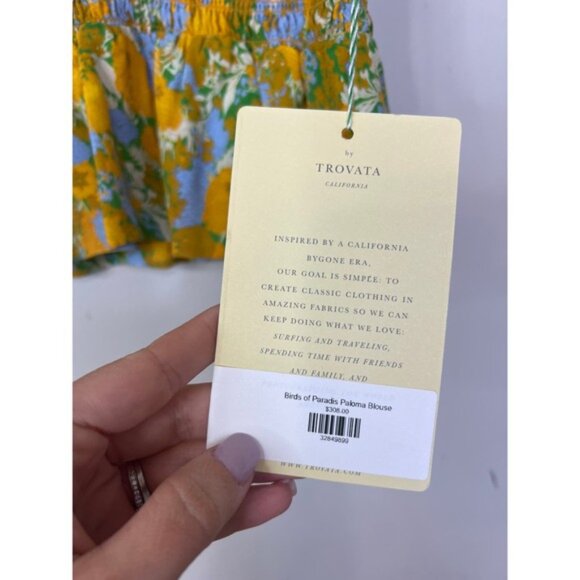 by
TROVATA
CALIFORNIA
INSPIRED BY A CALIFORNIA
BYGONE ERA,
OUR GOAL IS SIMPLE: TO
CREATE CLASSIC CLOTHING IN
AMAZING FABRICS SO WE CAN
KEEP DOING WHAT WE LOVE:
SURFING AND TRAVELING,
SPENDING TIME WITH FRIENDS
AND FAMILY, AND
Birds of Paradis Paloma Blouse
$308.00
32849899
WWW.TROVATA.COM